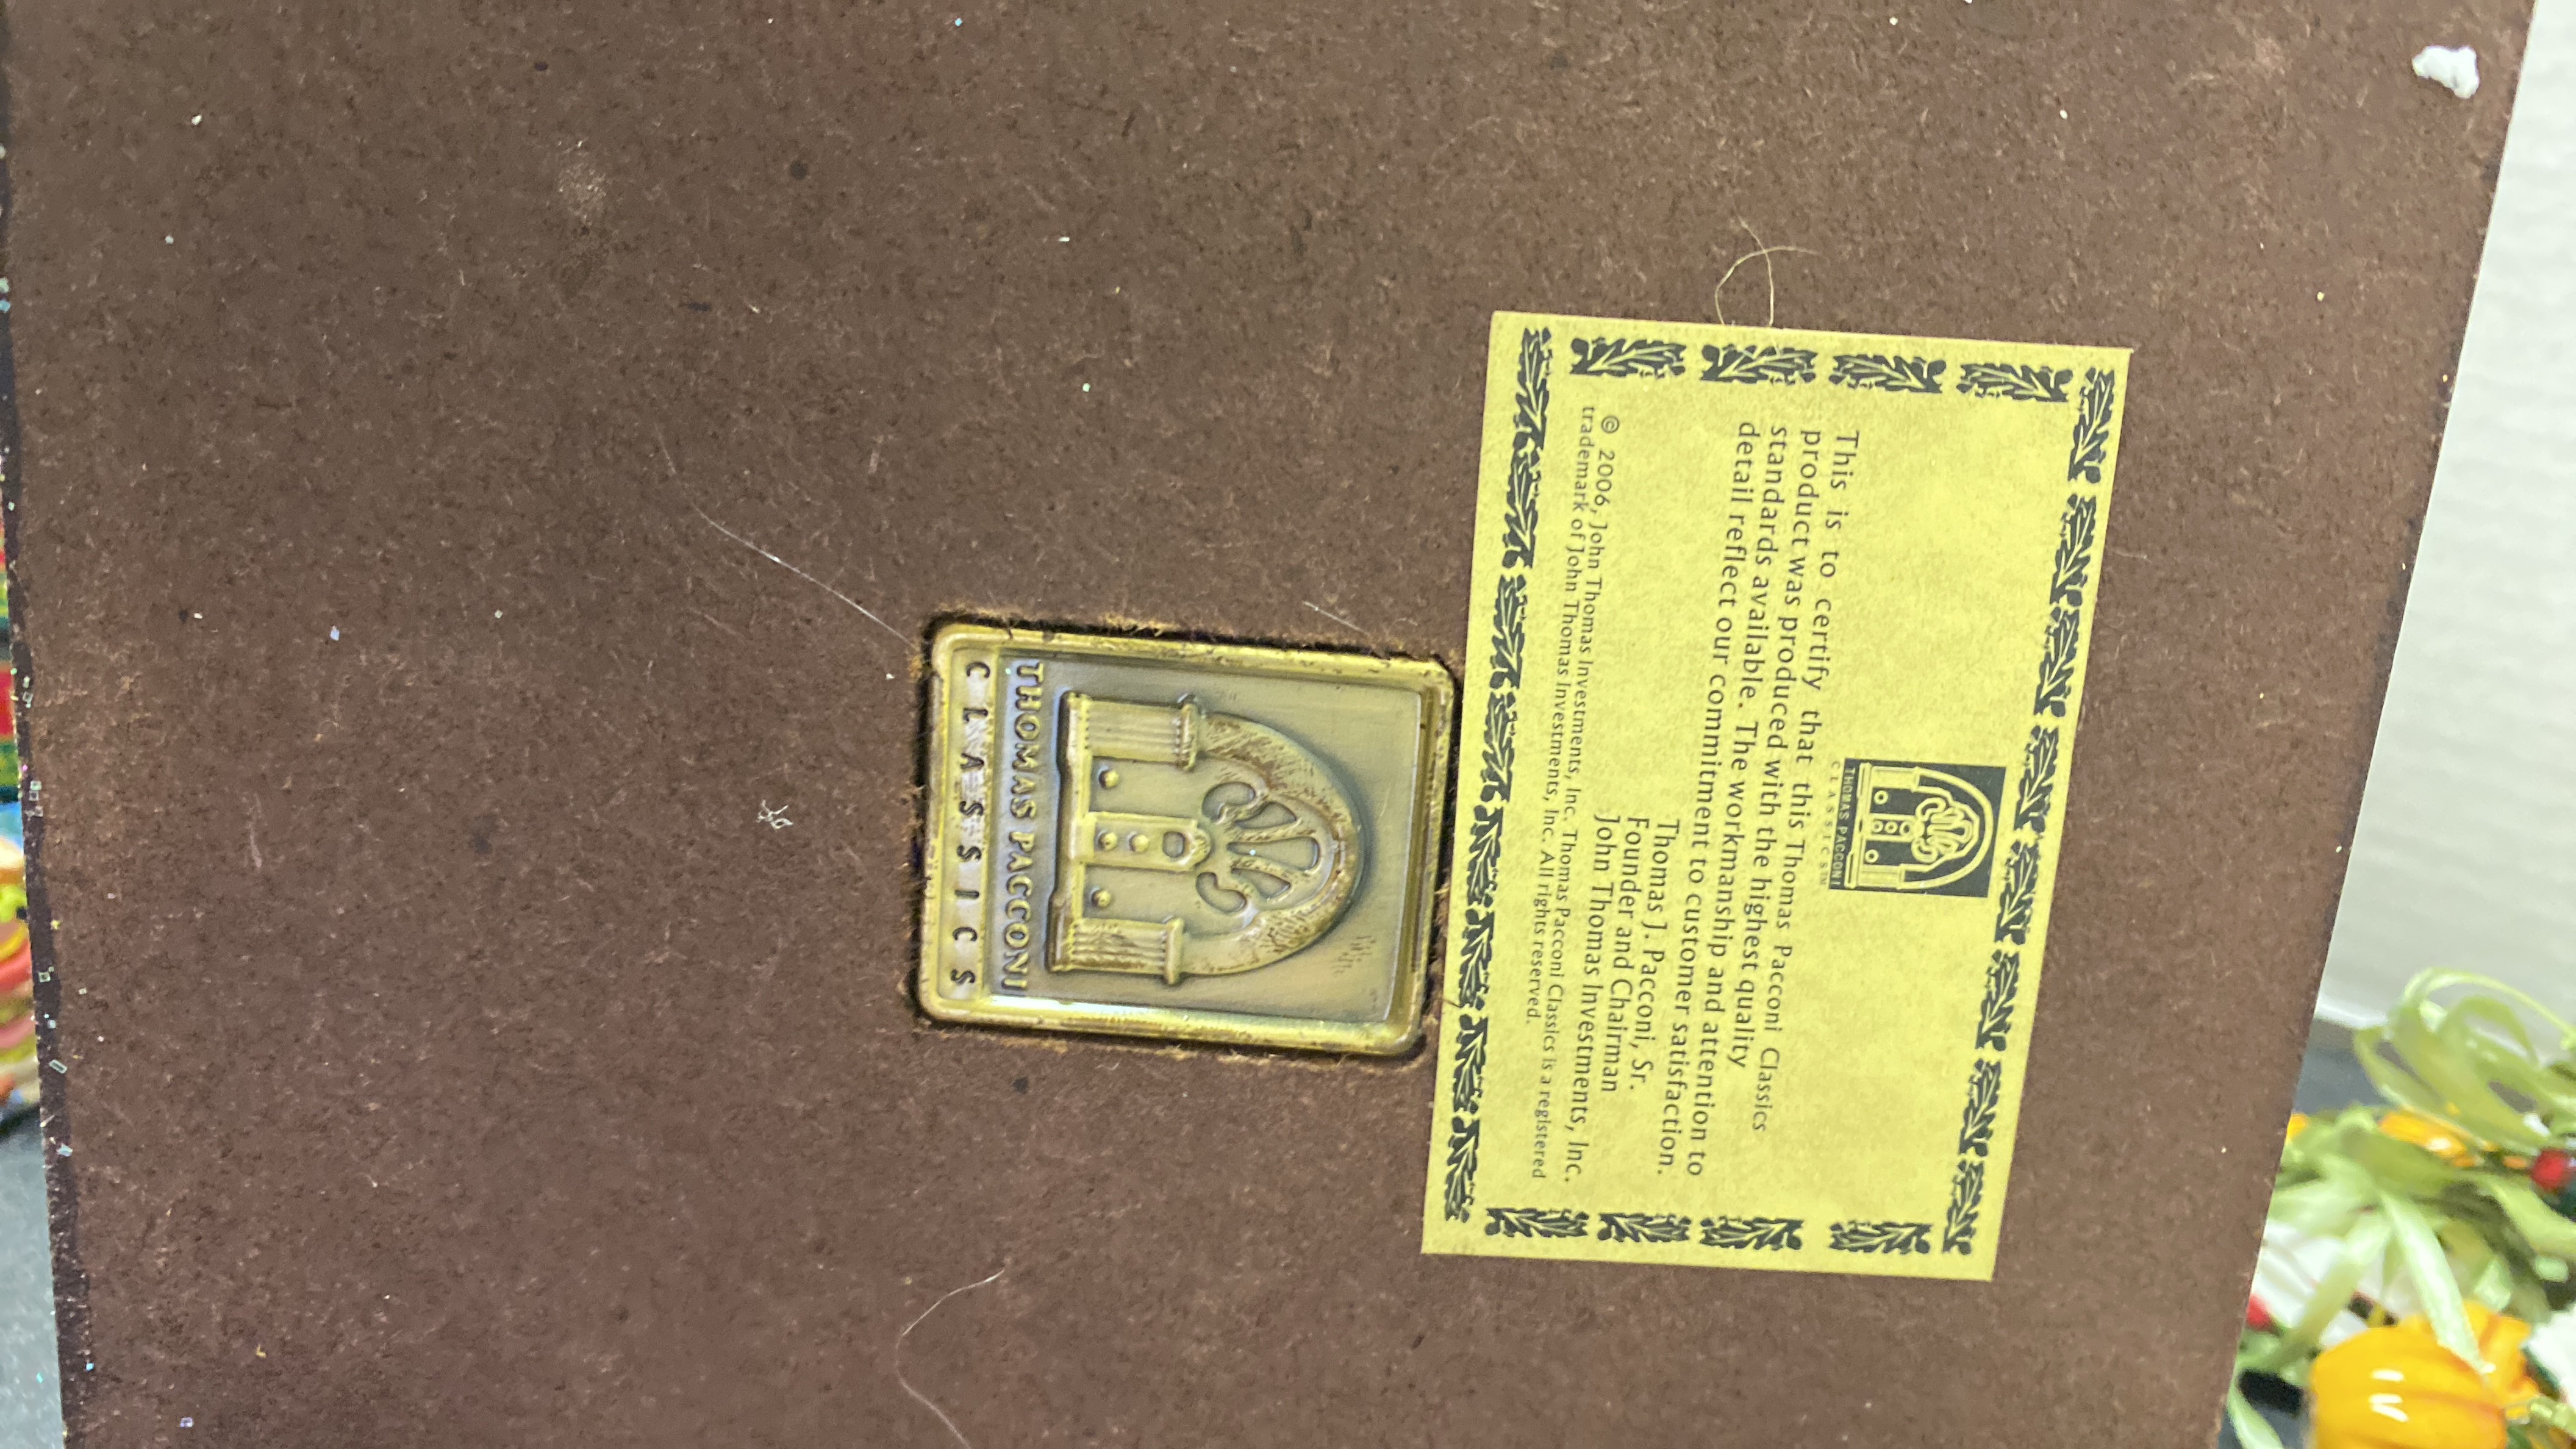 THOMAS PACCONI
CLASSICS™
This is to certify that this Thomas Pacconi Classics
product was produced with the highest quality
standards available. The workmanship and attention to
detail reflect our commitment to customer satisfaction.
Thomas J. Pacconi, Sr.
Founder and Chairman
John Thomas Investments, Inc.
© 2006, John Thomas Investments, Inc. Thomas Pacconi Classics is a registered
trademark of John Thomas Investments, Inc. All rights reserved.
THOMAS PACCONI
CLASSICS